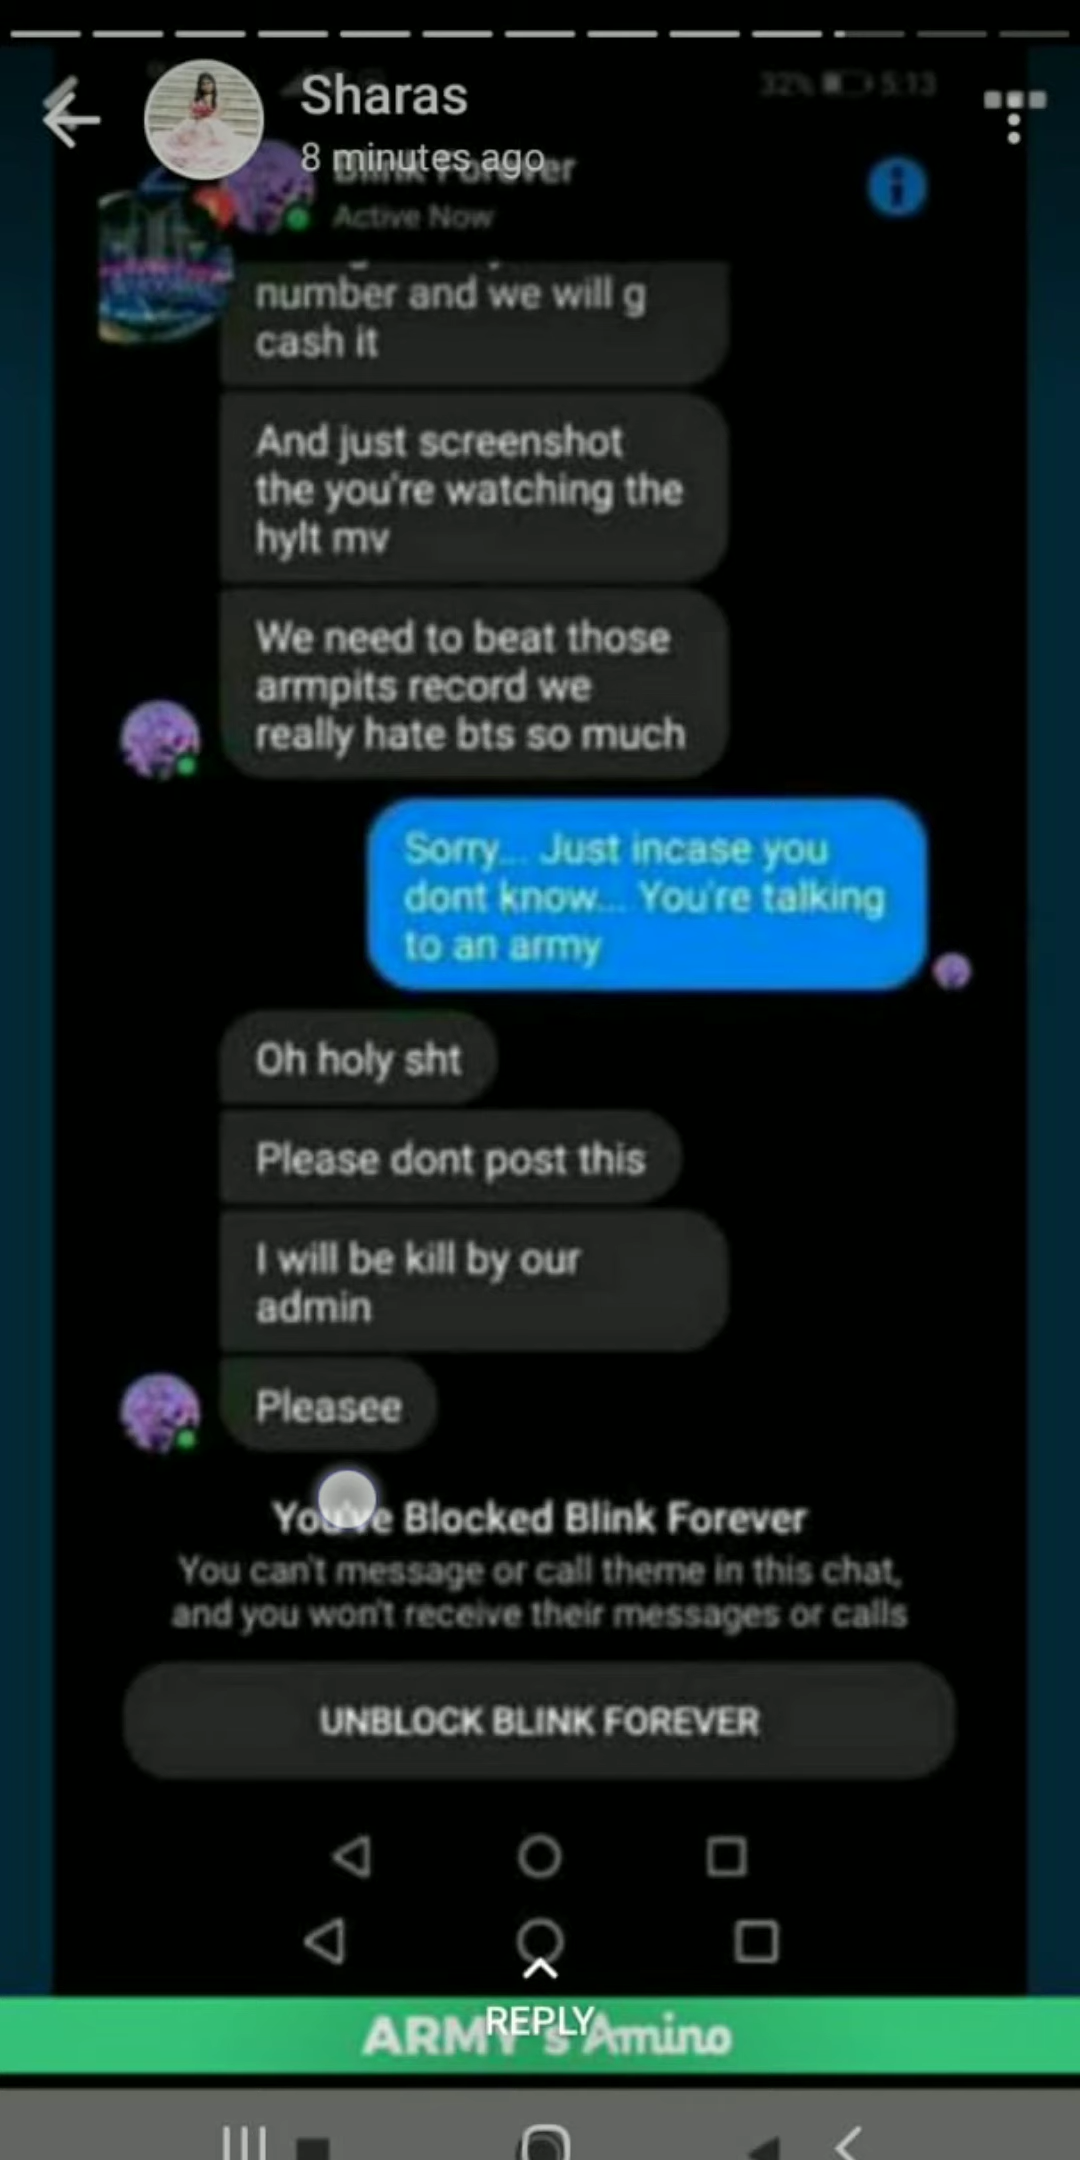 Sharas
32% 5:13
8 minutes ago
Blink Forever
Active Now
number and we will g
cash it
And just screenshot
the you're watching the
hylt mv
We need to beat those
armpits record we
really hate bts so much
Sorry... Just incase you
dont know... You're talking
to an army
Oh holy sht
Please dont post this
I will be kill by our
admin
Pleasee
You've Blocked Blink Forever
You can't message or call theme in this chat,
and you won't receive their messages or calls
UNBLOCK BLINK FOREVER
REPLY
ARMY's Amino